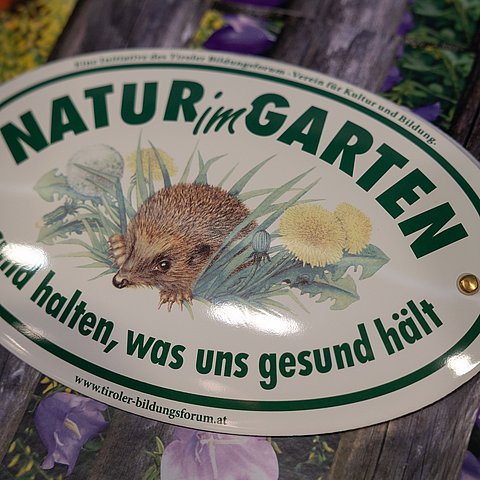 Eine Initiative des Tiroler Bildungsforum - Verein für Kultur und Bildung.
NATUR im GARTEN
halten, was uns gesund hält
www.tiroler-bildungsforum.at